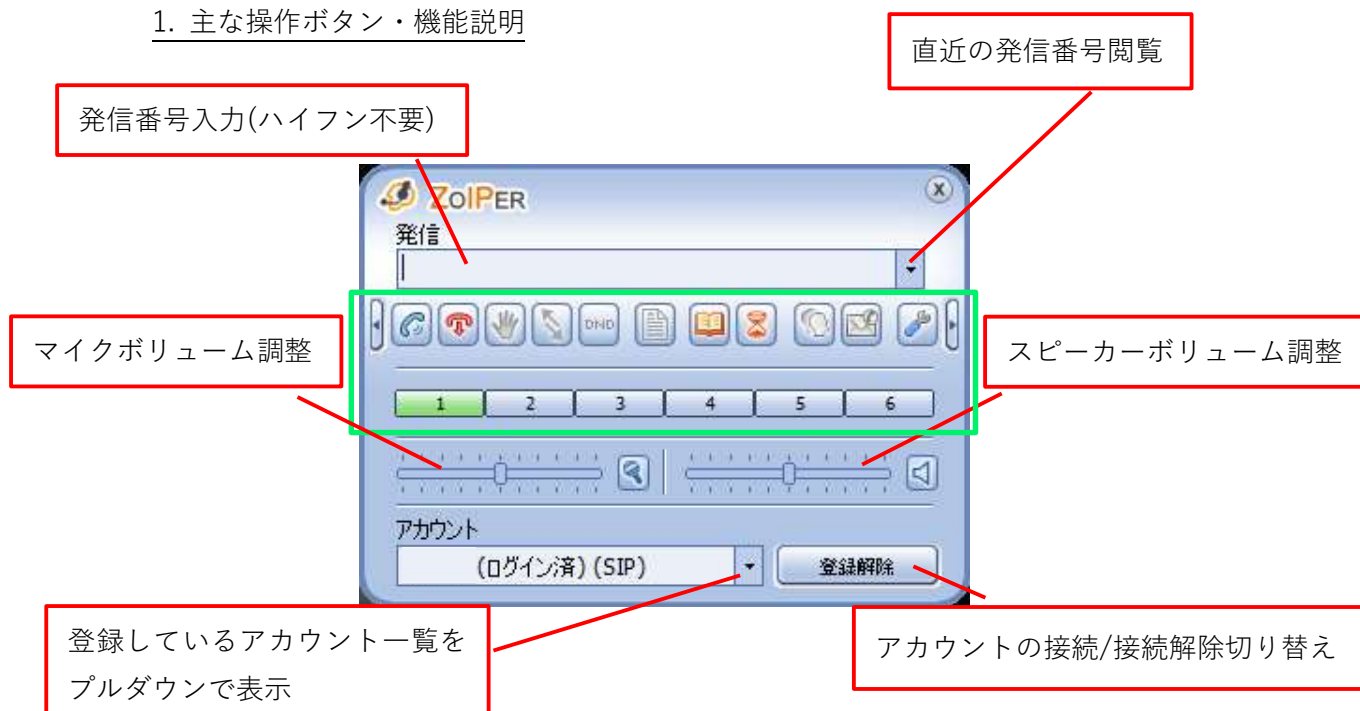 1. 主な操作ボタン・機能説明
直近の発信番号閲覧
発信番号入力(ハイフン不要)
ZOIPER
発信
DND
マイクボリューム調整
スピーカーボリューム調整
1 2 3 4 5 6
アカウント
(ログイン済) (SIP)
登録解除
登録しているアカウント一覧を
プルダウンで表示
アカウントの接続/接続解除切り替え